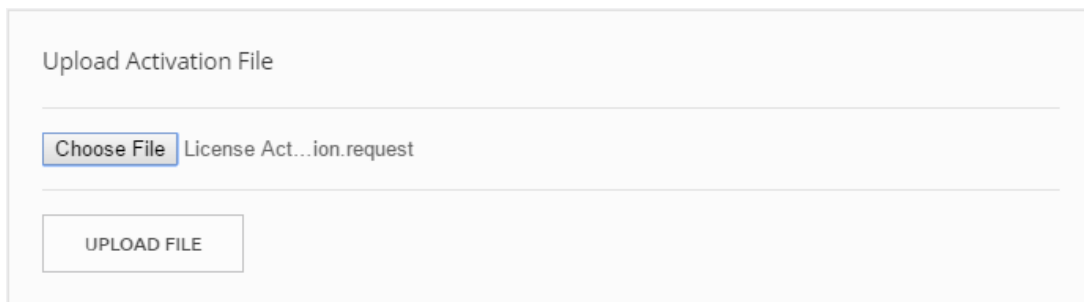 Upload Activation File
Choose File License Act...ion.request
UPLOAD FILE